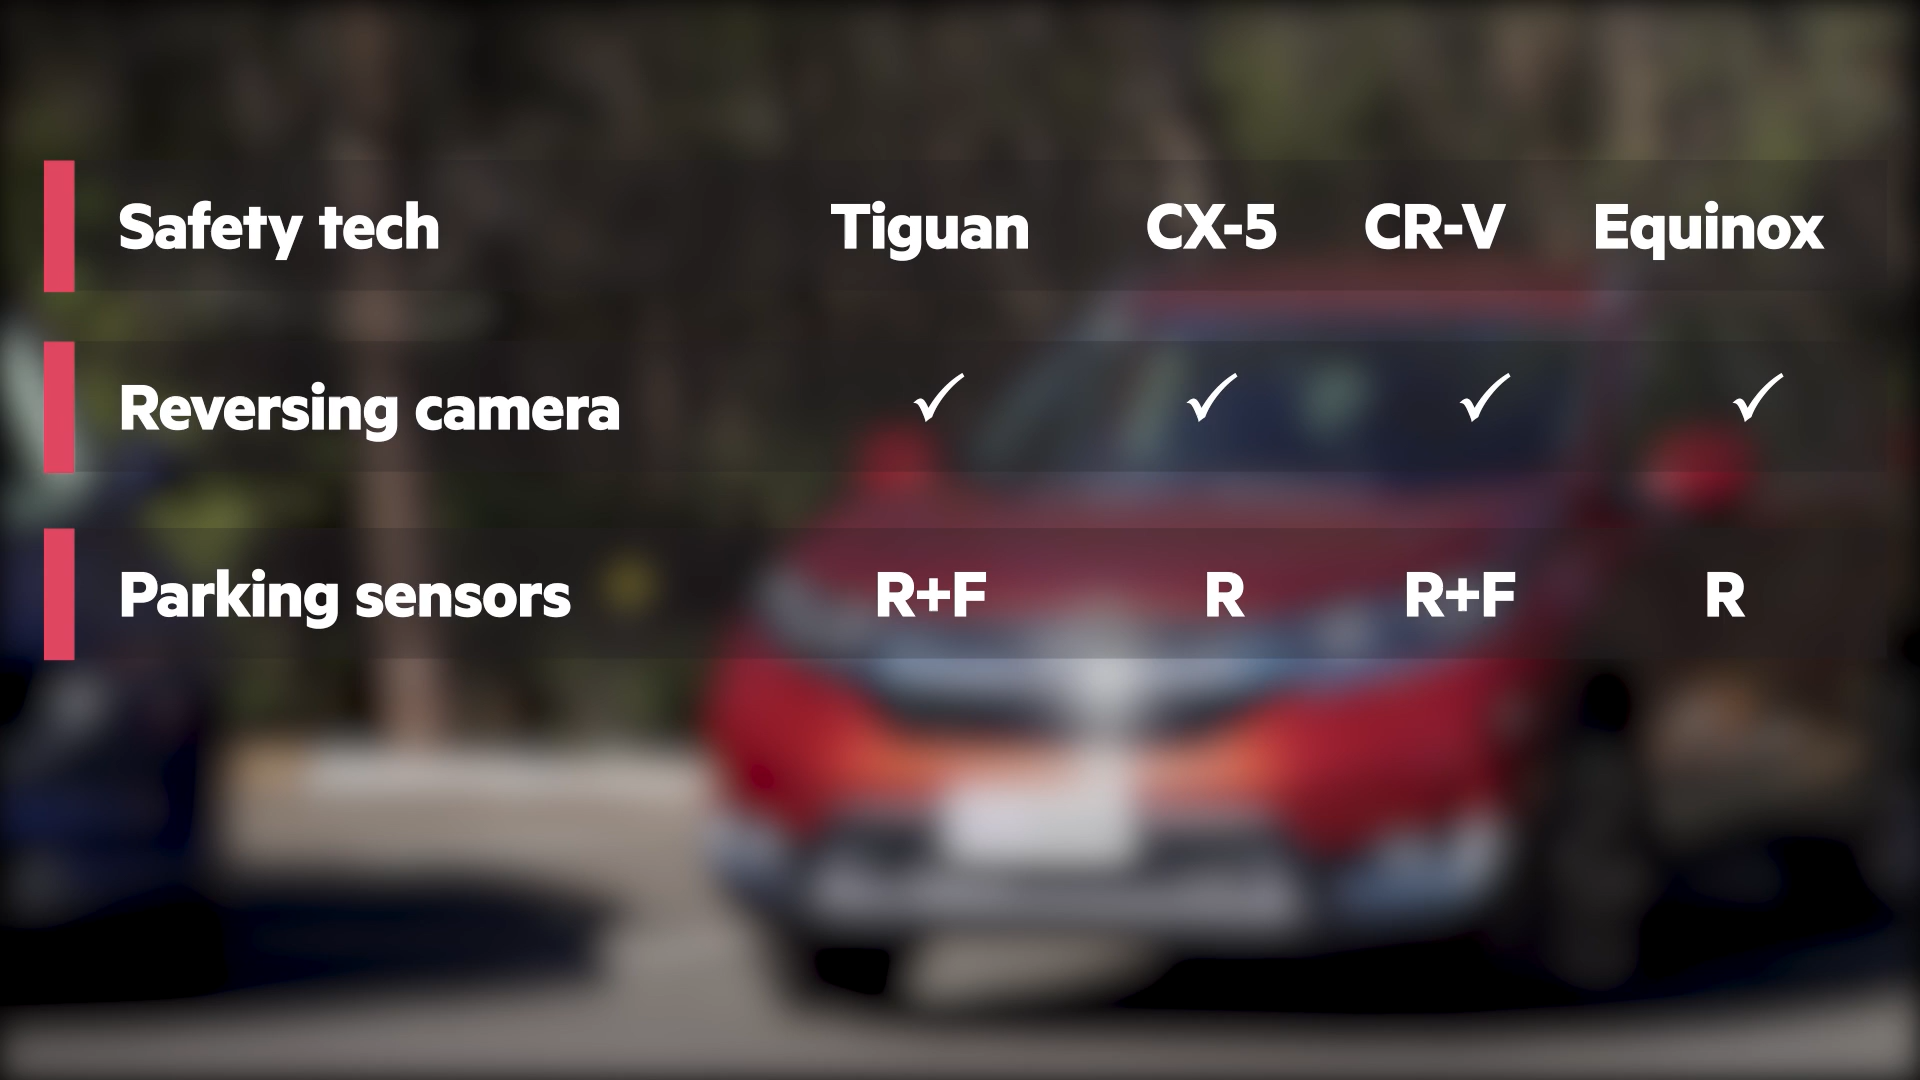 Safety tech Tiguan CX-5 CR-V Equinox
Reversing camera ✓ ✓ ✓ ✓
Parking sensors R+F R R+F R